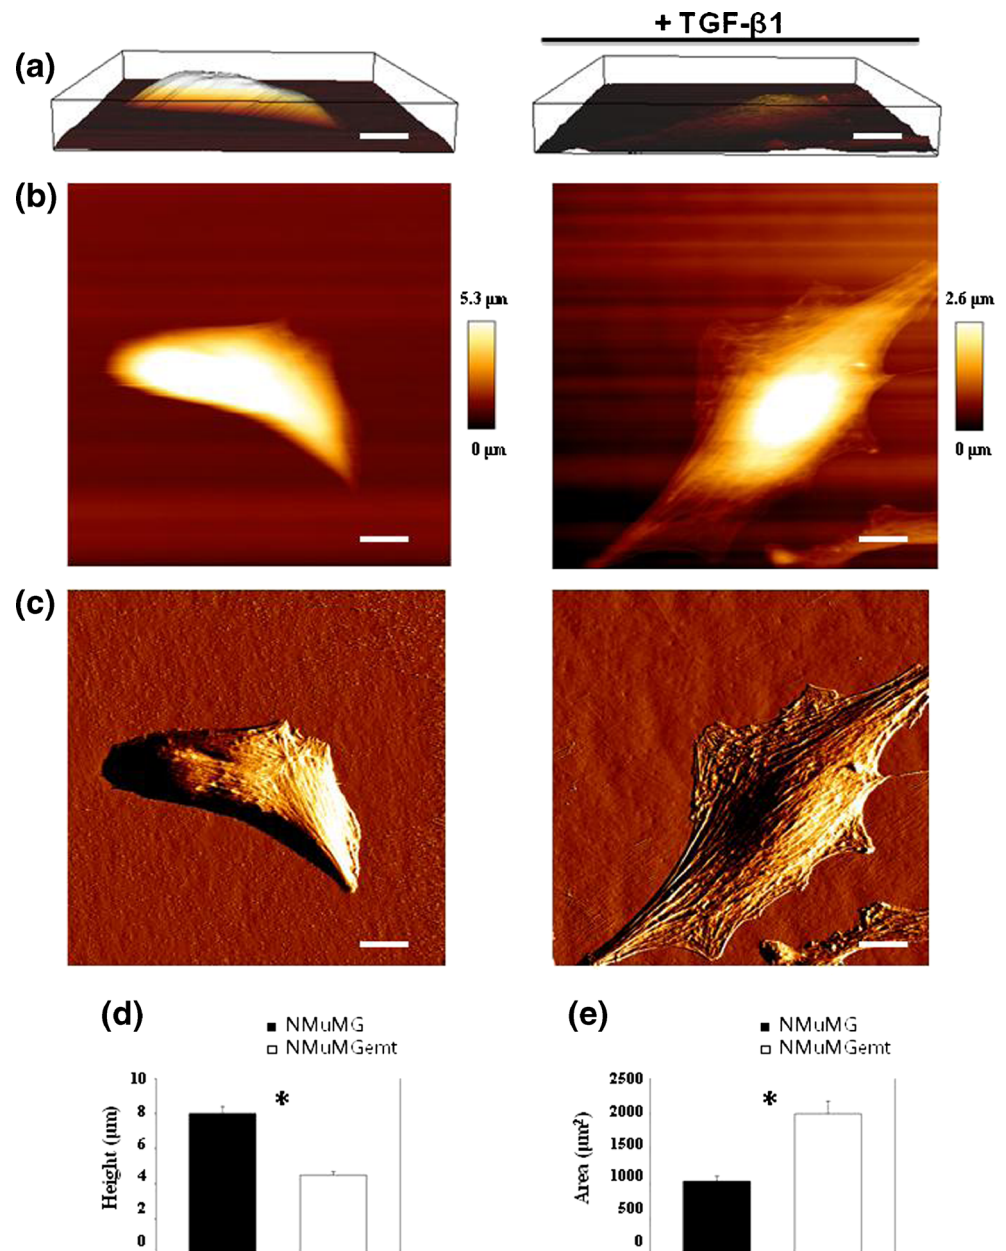 + TGF-β1
(a)
(b)
5.3 μm
0 μm
2.6 μm
0 μm
(c)
(d)
NMuMG
NMuMGemt
10
8
6
4
2
0
Height (μm)
*
(e)
NMuMG
NMuMGemt
2500
2000
1500
1000
500
0
Area (μm²)
*